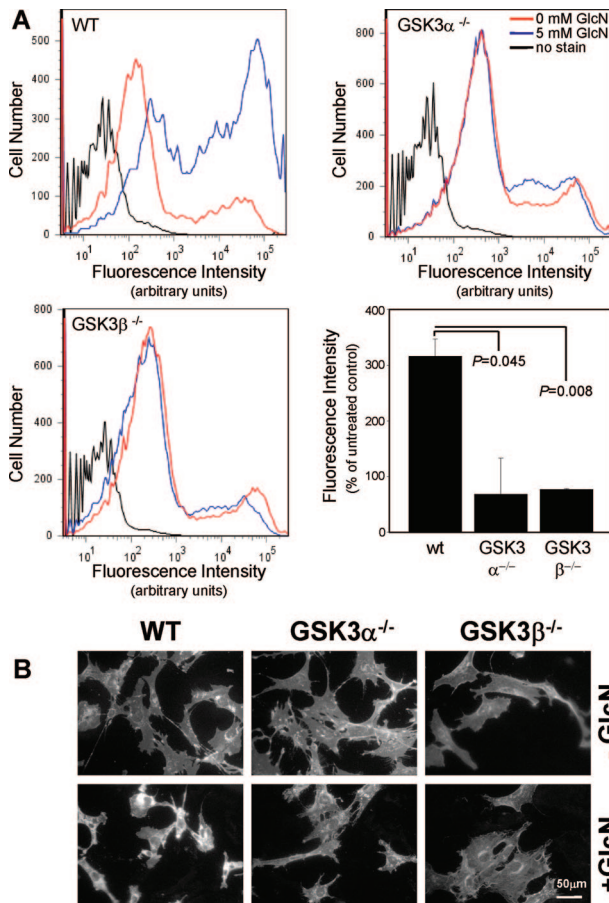 A
WT
Cell Number
500
400
300
200
100
0
10¹ 10² 10³ 10⁴ 10⁵
Fluorescence Intensity
(arbitrary units)
GSK3α -/-
0 mM GlcN
5 mM GlcN
no stain
Cell Number
800
600
400
200
0
10¹ 10² 10³ 10⁴ 10⁵
Fluorescence Intensity
(arbitrary units)
GSK3β -/-
Cell Number
800
600
400
200
0
10¹ 10² 10³ 10⁴ 10⁵
Fluorescence Intensity
(arbitrary units)
Fluorescence Intensity
(% of untreated control)
400
300
200
100
0
P=0.045
P=0.008
wt GSK3 GSK3
α-/- β-/-
B
WT GSK3α-/- GSK3β-/-
- GlcN
+GlcN
50µm